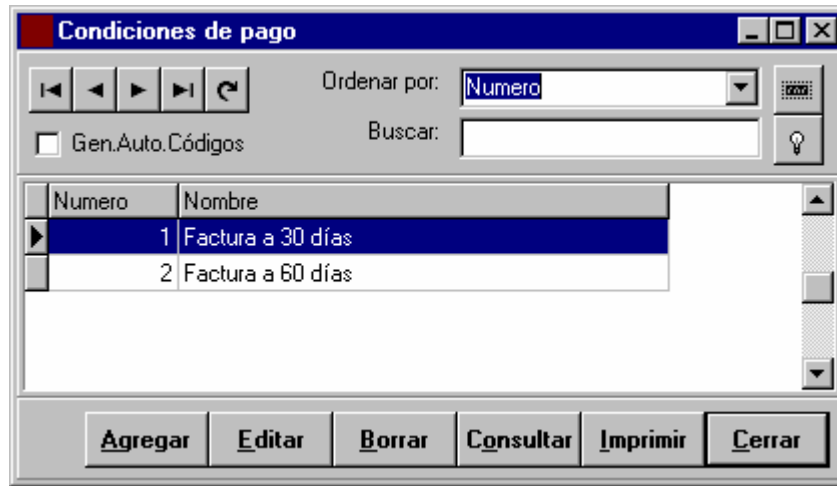 Condiciones de pago
Ordenar por: Numero
Gen.Auto.Códigos
Buscar:
Numero Nombre
1 Factura a 30 días
2 Factura a 60 días
Agregar Editar Borrar Consultar Imprimir Cerrar